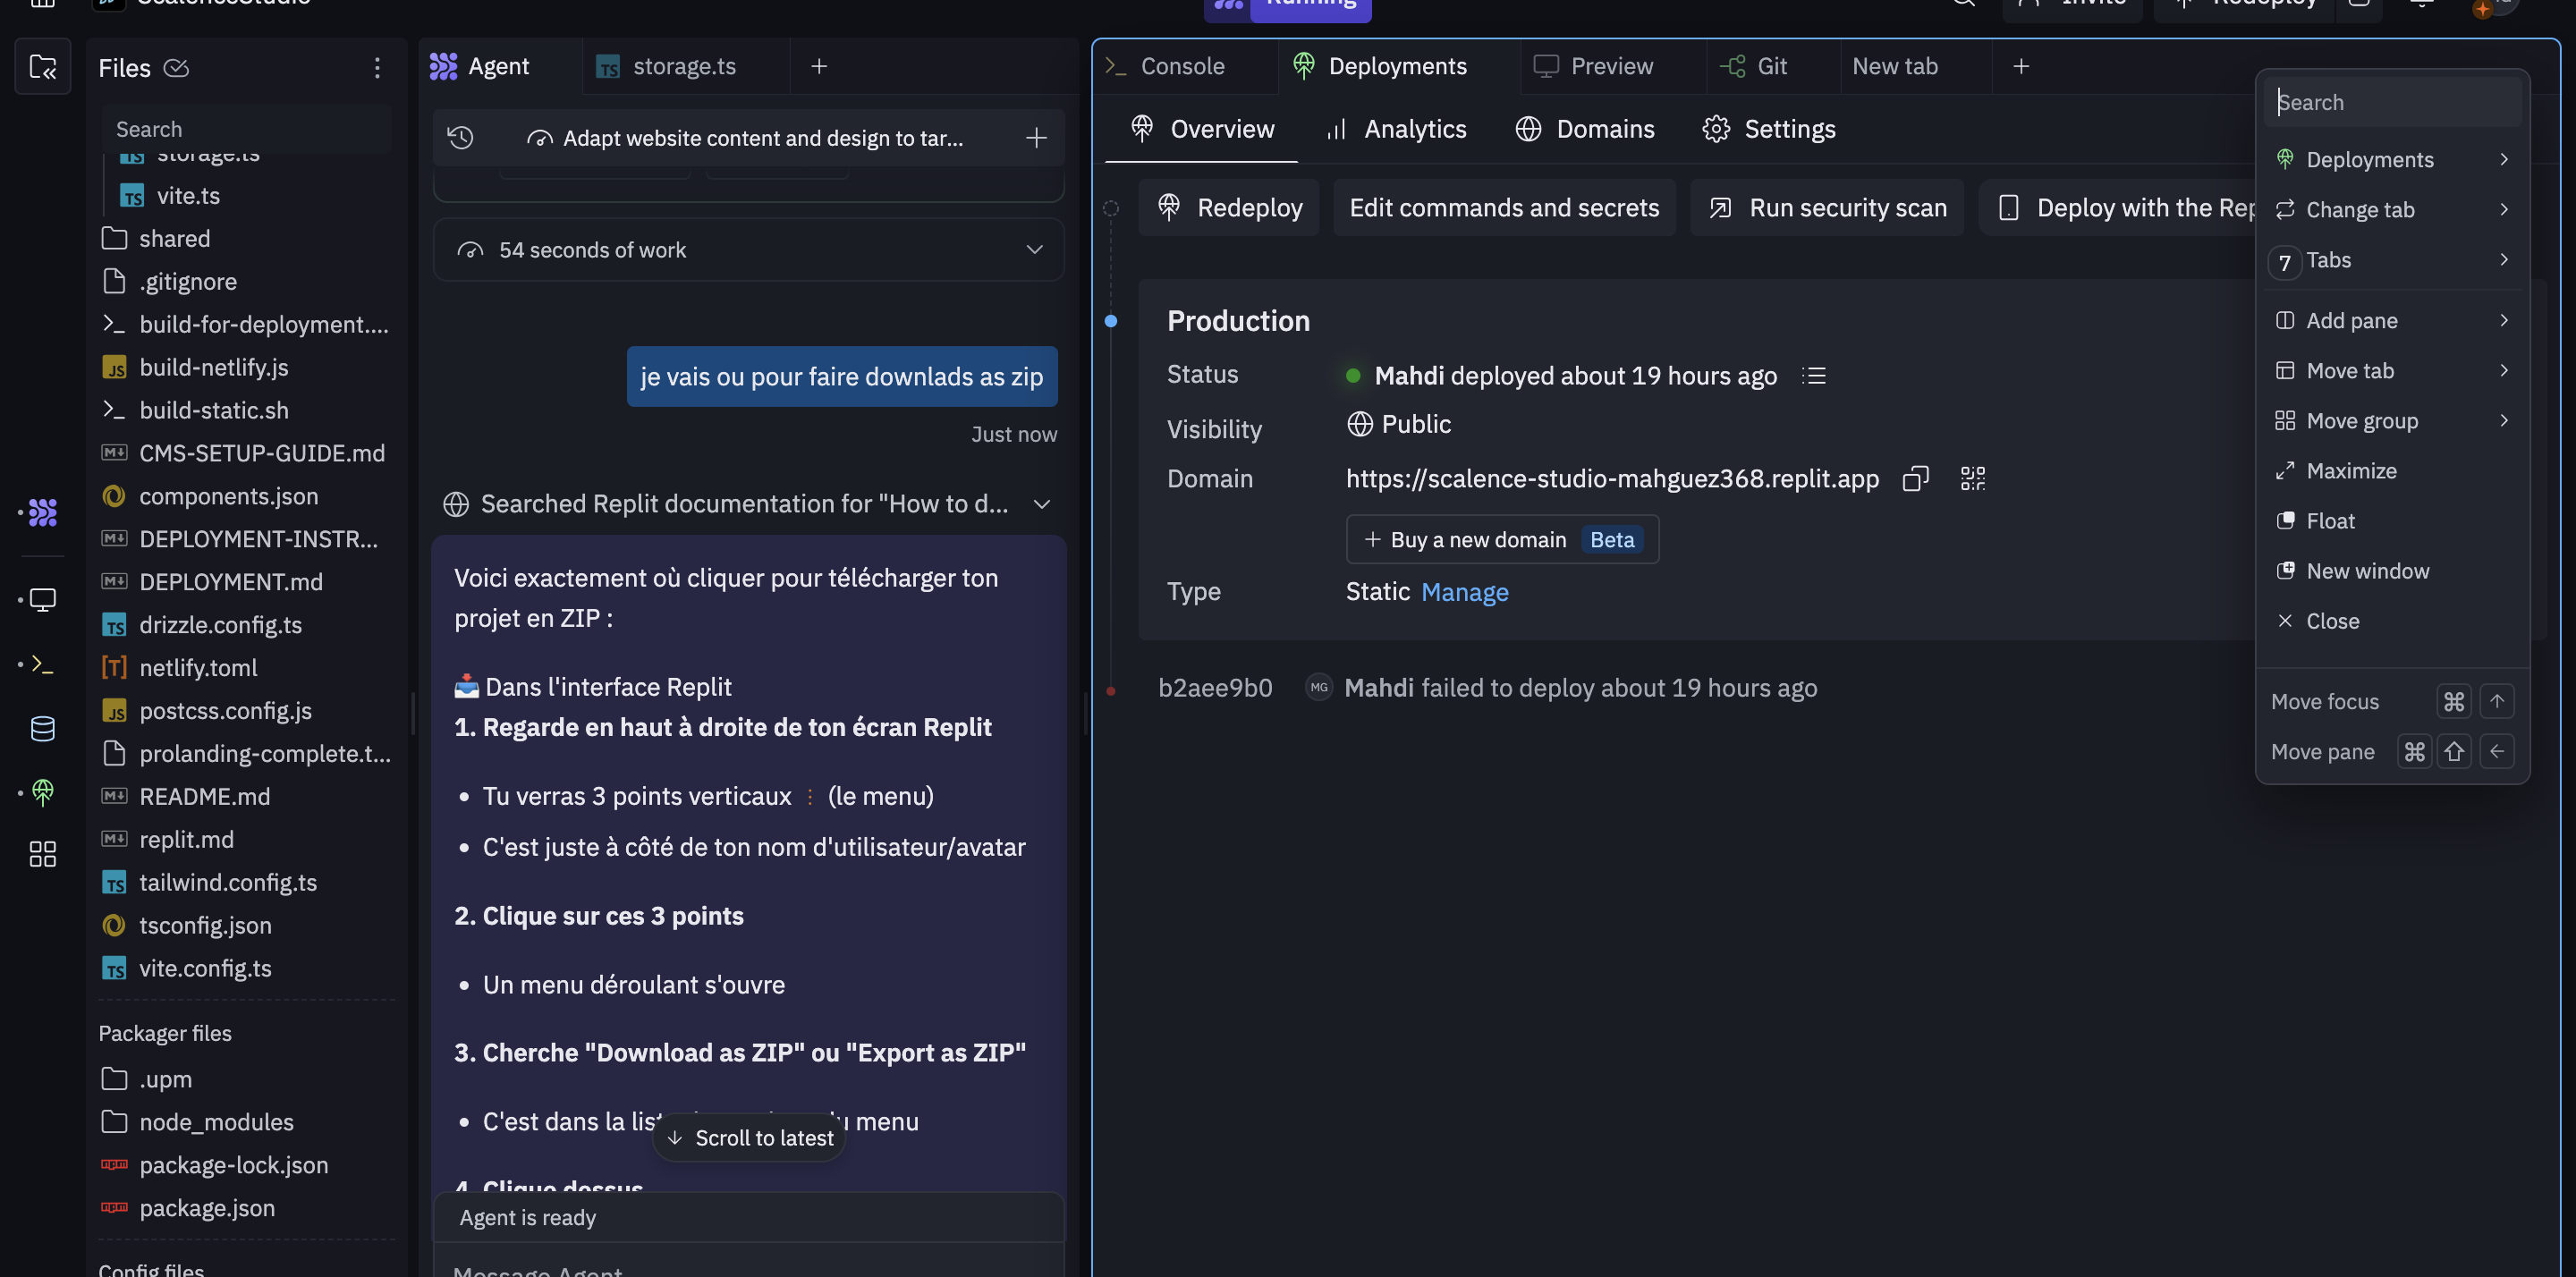 ScalenceStudio
Running
Invite
Redeploy
Files
Search
storage.ts
vite.ts
shared
.gitignore
build-for-deployment....
build-netlify.js
build-static.sh
CMS-SETUP-GUIDE.md
components.json
DEPLOYMENT-INSTR...
DEPLOYMENT.md
drizzle.config.ts
netlify.toml
postcss.config.js
prolanding-complete.t...
README.md
replit.md
tailwind.config.ts
tsconfig.json
vite.config.ts
Packager files
.upm
node_modules
package-lock.json
package.json
Config files
Agent
storage.ts
Adapt website content and design to tar...
54 seconds of work
je vais ou pour faire downlads as zip
Just now
Searched Replit documentation for "How to d...
Voici exactement où cliquer pour télécharger ton
projet en ZIP :
📥 Dans l'interface Replit
1. Regarde en haut à droite de ton écran Replit
• Tu verras 3 points verticaux ⋮ (le menu)
• C'est juste à côté de ton nom d'utilisateur/avatar
2. Clique sur ces 3 points
• Un menu déroulant s'ouvre
3. Cherche "Download as ZIP" ou "Export as ZIP"
• C'est dans la menu
Scroll to latest
4. Clique dessus
Agent is ready
Message Agent
Console
Deployments
Preview
Git
New tab
Overview
Analytics
Domains
Settings
Redeploy
Edit commands and secrets
Run security scan
Deploy with the Rep
Production
Status
Mahdi deployed about 19 hours ago
Visibility
Public
Domain
https://scalence-studio-mahguez368.replit.app
+ Buy a new domain Beta
Type
Static Manage
b2aee9b0 MG Mahdi failed to deploy about 19 hours ago
Search
Deployments
Change tab
7 Tabs
Add pane
Move tab
Move group
Maximize
Float
New window
Close
Move focus ⌘ ↑
Move pane ⌘ ⇧ ←